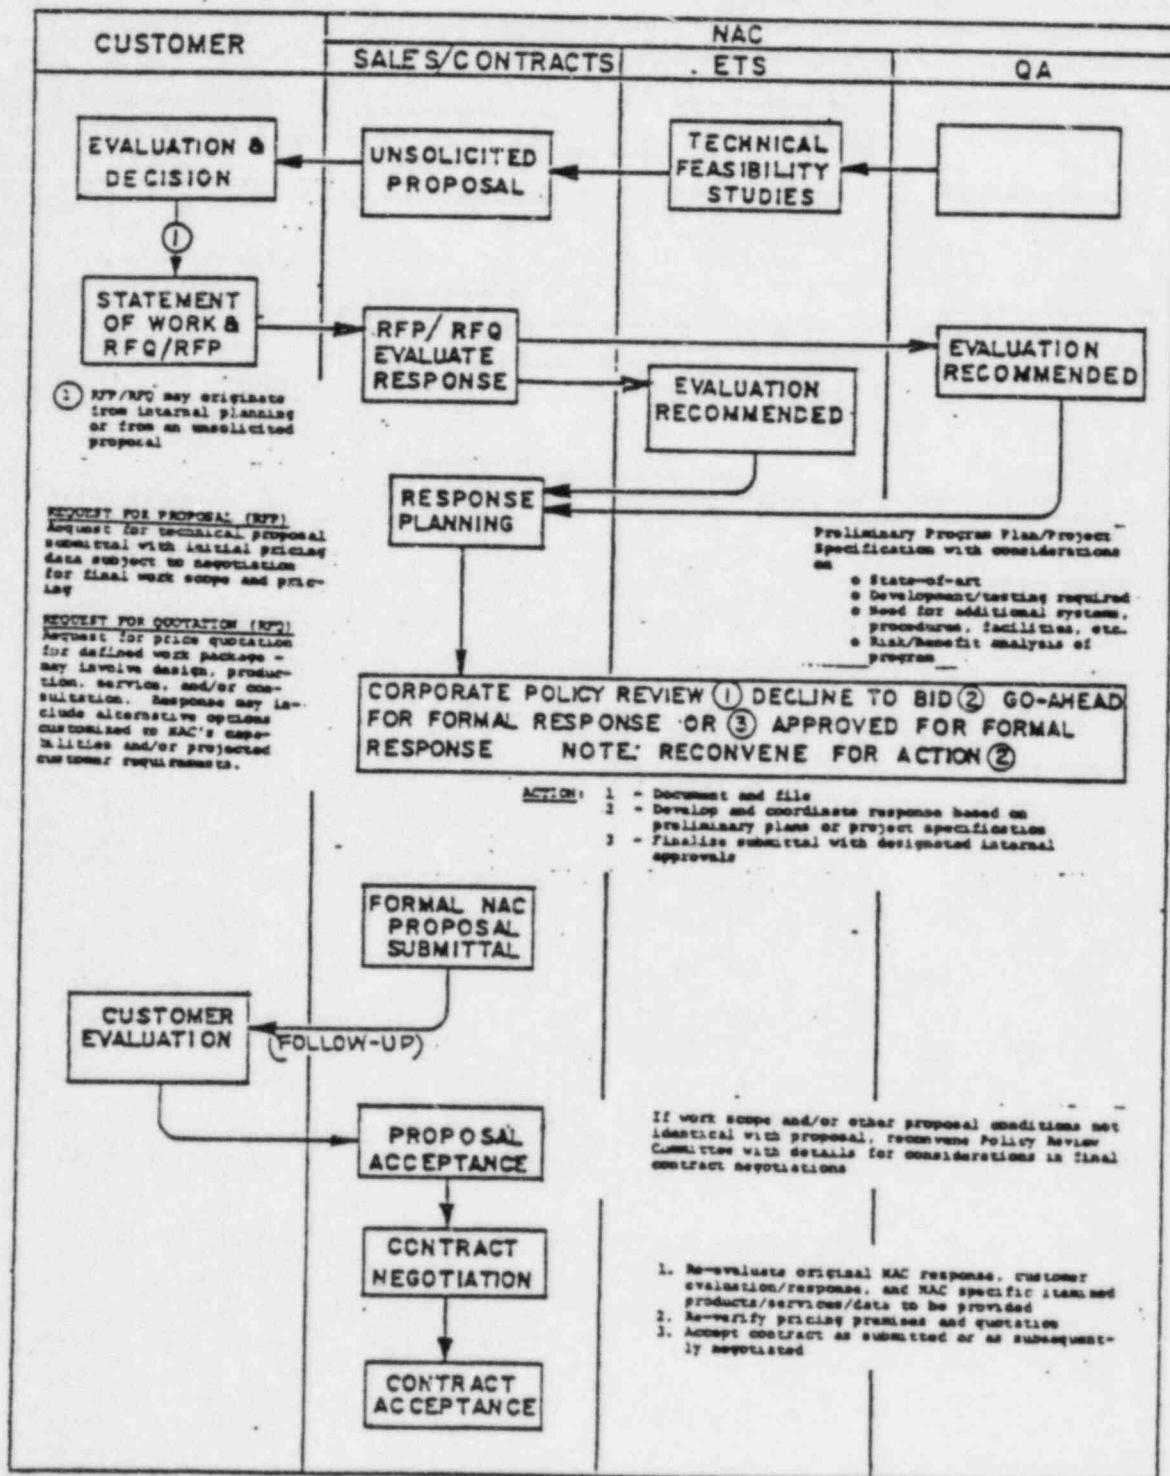 CUSTOMER
NAC
SALES/CONTRACTS
ETS
QA
EVALUATION &
DECISION
UNSOLICITED
PROPOSAL
TECHNICAL
FEASIBILITY
STUDIES
1
STATEMENT
OF WORK &
RFQ/RFP
RFP/RFQ
EVALUATE
RESPONSE
EVALUATION
RECOMMENDED
EVALUATION
RECOMMENDED
1 RFP/RFQ may originate
from internal planning
or from an unsolicited
proposal
RESPONSE
PLANNING
REQUEST FOR PROPOSAL (RFP)
Request for technical proposal
submittal with initial pricing
data subject to negotiation
for final work scope and pric-
ing
REQUEST FOR QUOTATION (RFQ)
Request for price quotation
for defined work package -
may involve design, produc-
tion, service, and/or con-
sultation. Response may in-
clude alternative options
customized to NAC's capa-
bilities and/or projected
customer requirements.
Preliminary Program Plan/Project
Specification with considerations
on
o State-of-art
o Development/testing required
o Need for additional systems,
procedures, facilities, etc.
o Risk/Benefit analysis of
program
CORPORATE POLICY REVIEW 1 DECLINE TO BID 2 GO-AHEAD
FOR FORMAL RESPONSE OR 3 APPROVED FOR FORMAL
RESPONSE NOTE: RECONVENE FOR ACTION 2
ACTION: 1 - Document and file
2 - Develop and coordinate response based on
preliminary plans or project specification
3 - Finalize submittal with designated internal
approvals
FORMAL NAC
PROPOSAL
SUBMITTAL
CUSTOMER
EVALUATION
(FOLLOW-UP)
PROPOSAL
ACCEPTANCE
If work scope and/or other proposal conditions not
identical with proposal, reconvene Policy Review
Committee with details for considerations in final
contract negotiations
CONTRACT
NEGOTIATION
1. Re-evaluate original NAC response, customer
evaluation/response, and NAC specific itemized
products/services/data to be provided
2. Re-verify pricing premises and quotation
3. Accept contract as submitted or as subsequent-
ly negotiated
CONTRACT
ACCEPTANCE